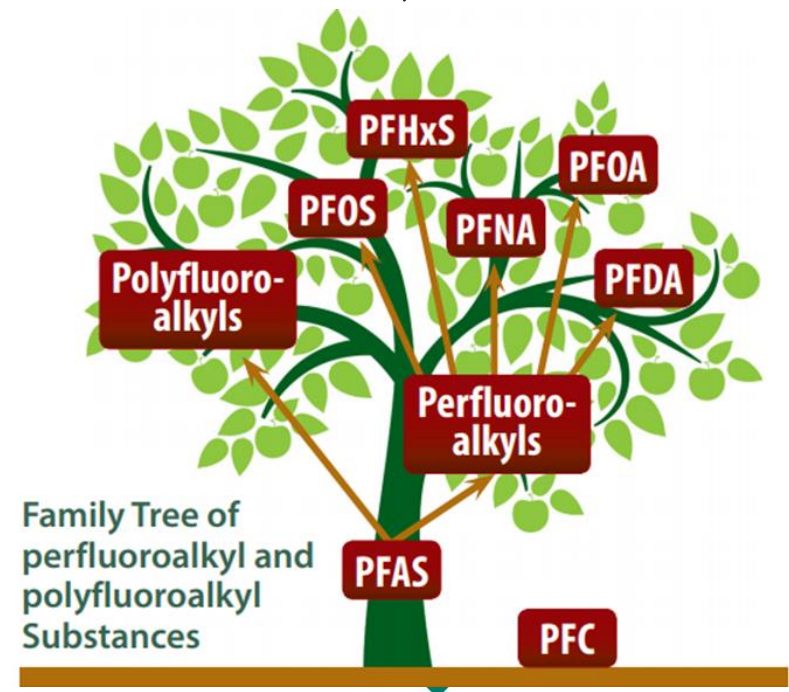 PFHxS
PFOA
PFOS
PFNA
Polyfluoro-
alkyls
PFDA
Perfluoro-
alkyls
Family Tree of
perfluoroalkyl and
polyfluoroalkyl
Substances
PFAS
PFC